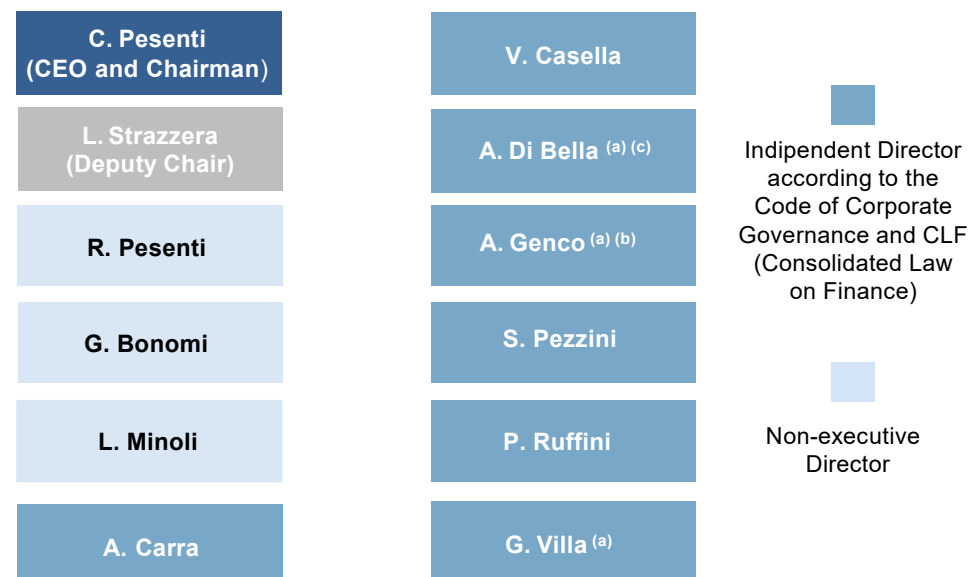 C. Pesenti
(CEO and Chairman)
L. Strazzera
(Deputy Chair)
R. Pesenti
G. Bonomi
L. Minoli
A. Carra
V. Casella
A. Di Bella (a) (c)
A. Genco (a) (b)
S. Pezzini
P. Ruffini
G. Villa (a)
Indipendent Director
according to the
Code of Corporate
Governance and CLF
(Consolidated Law
on Finance)
Non-executive
Director